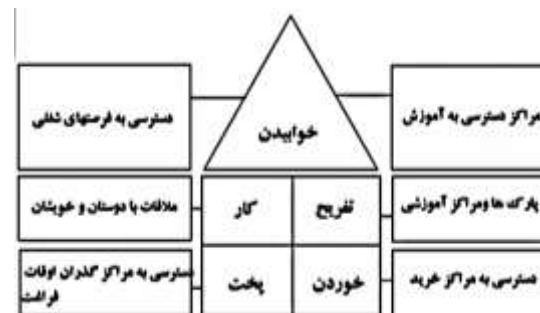 مراکز دسترسی به آموزش
خوابیدن
دسترسی به فرصتهای شغلی
پارک ها ومراکز آموزشی
تفریح
کار
ملاقات با دوستان و خویشان
دسترسی به مراکز خرید
خوردن
پخت
دسترسی به مراکز گذران اوقات
فراغت